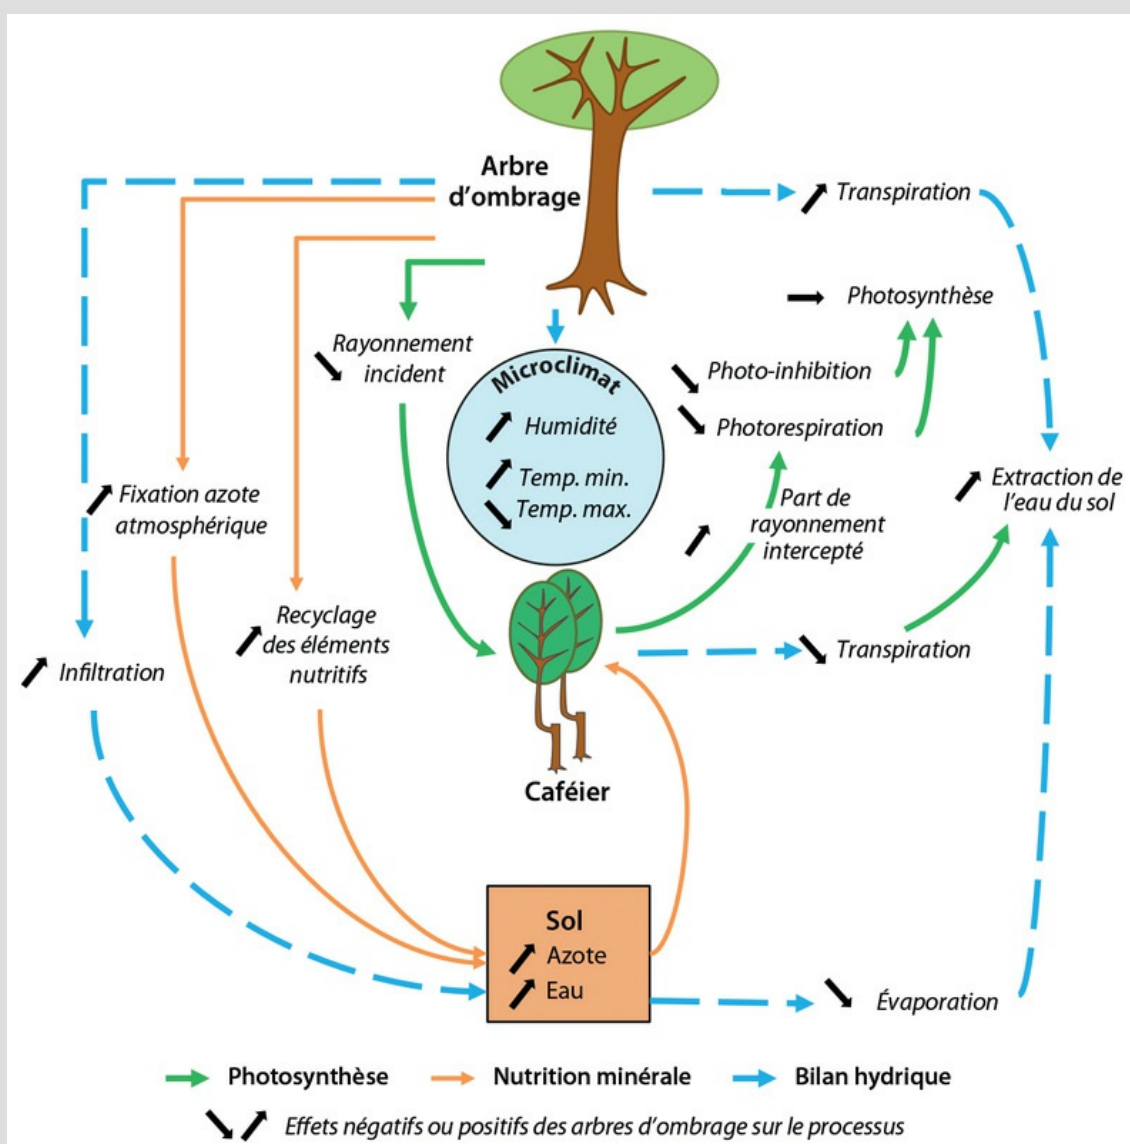 Arbre
d’ombrage
Transpiration
Photosynthèse
Rayonnement
incident
Microclimat
Humidité
Temp. min.
Temp. max.
Photo-inhibition
Photorespiration
Part de
rayonnement
intercepté
Extraction de
l’eau du sol
Fixation azote
atmosphérique
Recyclage
des éléments
nutritifs
Infiltration
Transpiration
Caféier
Sol
Azote
Eau
Évaporation
Photosynthèse
Nutrition minérale
Bilan hydrique
Effets négatifs ou positifs des arbres d’ombrage sur le processus